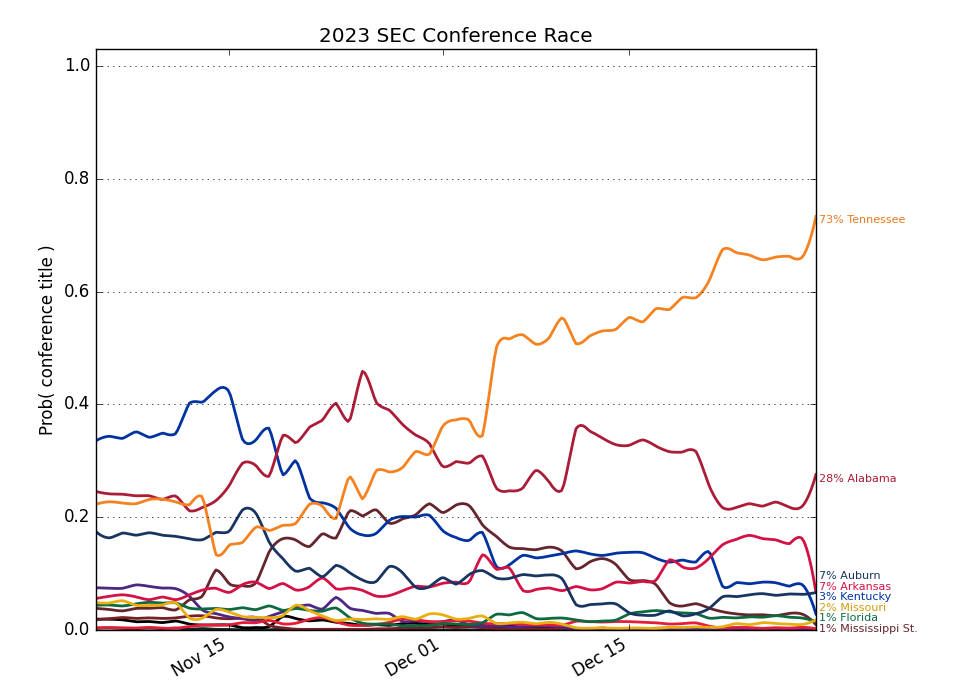 2023 SEC Conference Race
Prob( conference title )
1.0
0.8
0.6
0.4
0.2
0.0
Nov 15
Dec 01
Dec 15
73% Tennessee
28% Alabama
7% Auburn
7% Arkansas
3% Kentucky
2% Missouri
1% Florida
1% Mississippi St.